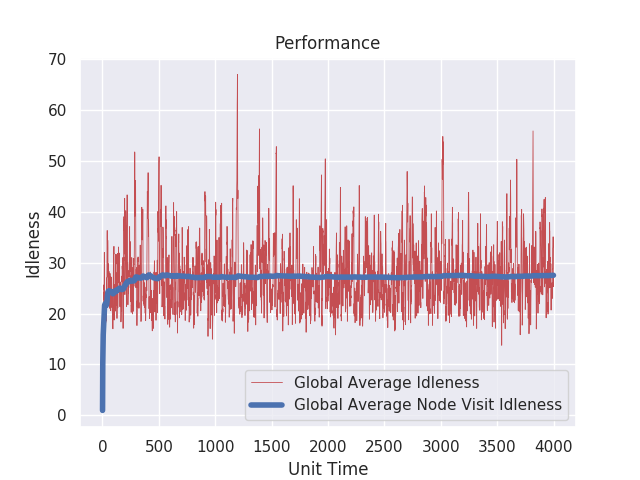 Performance
70
60
50
40
30
20
10
0
Idleness
Global Average Idleness
Global Average Node Visit Idleness
0 500 1000 1500 2000 2500 3000 3500 4000
Unit Time